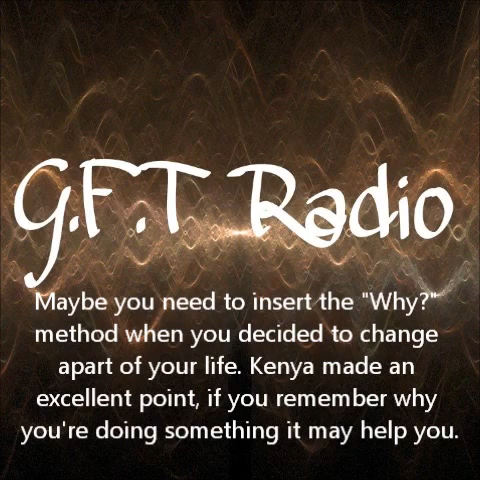 G.F.T Radio
Maybe you need to insert the "Why?"
method when you decided to change
apart of your life. Kenya made an
excellent point, if you remember why
you're doing something it may help you.